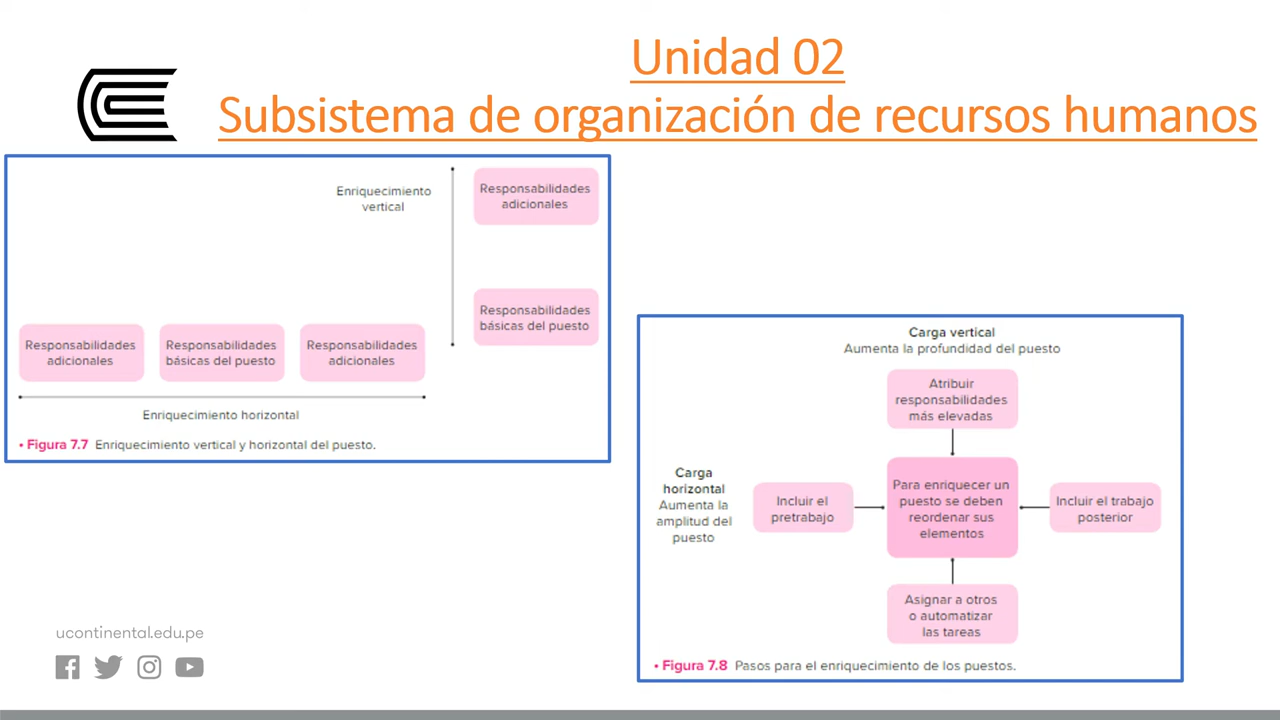 Unidad 02
Subsistema de organización de recursos humanos
Enriquecimiento
vertical
Responsabilidades
adicionales
Responsabilidades
básicas del puesto
Responsabilidades
adicionales
Responsabilidades
básicas del puesto
Responsabilidades
adicionales
Enriquecimiento horizontal
• Figura 7.7 Enriquecimiento vertical y horizontal del puesto.
Carga vertical
Aumenta la profundidad del puesto
Atribuir
responsabilidades
más elevadas
Carga
horizontal
Aumenta la
amplitud del
puesto
Incluir el
pretrabajo
Para enriquecer un
puesto se deben
reordenar sus
elementos
Incluir el trabajo
posterior
Asignar a otros
o automatizar
las tareas
• Figura 7.8 Pasos para el enriquecimiento de los puestos.
ucontinental.edu.pe